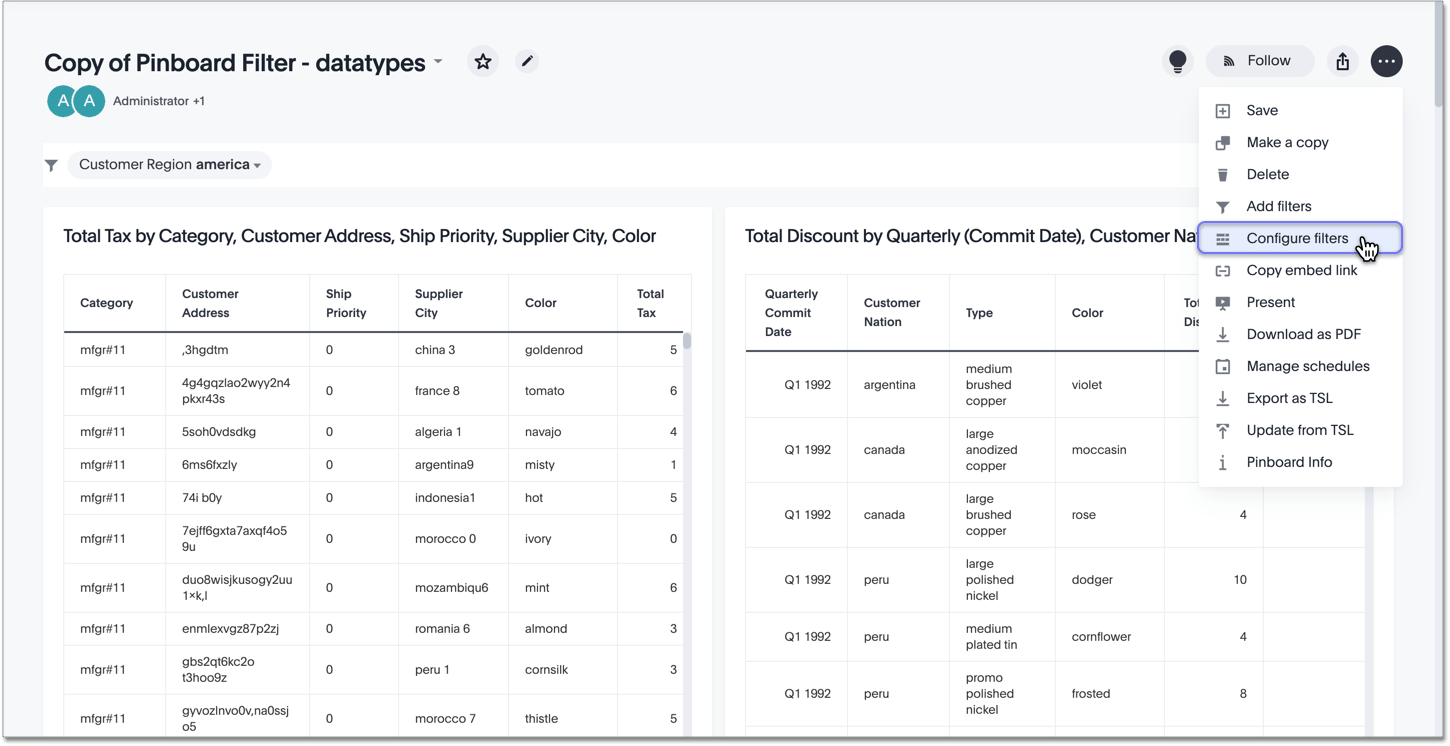 Copy of Pinboard Filter - datatypes
Follow
A A Administrator +1
Customer Region america
Save
Make a copy
Delete
Add filters
Configure filters
Copy embed link
Present
Download as PDF
Manage schedules
Export as TSL
Update from TSL
Pinboard Info
Total Tax by Category, Customer Address, Ship Priority, Supplier City, Color
Category
Customer
Address
Ship
Priority
Supplier
City
Color
Total
Tax
mfgr#11 ,3hgdtm 0 china 3 goldenrod 5
mfgr#11 4g4gqzlao2wyy2n4
pkxr43s 0 france 8 tomato 6
mfgr#11 5soh0vdsdkg 0 algeria 1 navajo 4
mfgr#11 6ms6fxzly 0 argentina9 misty 1
mfgr#11 74i b0y 0 indonesia1 hot 5
mfgr#11 7ejff6gxta7axqf4o5
9u 0 morocco 0 ivory 0
mfgr#11 duo8wisjkusogy2uu
1×k,l 0 mozambiqu6 mint 6
mfgr#11 enmlexvgz87p2zj 0 romania 6 almond 3
mfgr#11 gbs2qt6kc2o
t3hoo9z 0 peru 1 cornsilk 3
mfgr#11 gyvozlnvo0v,na0ssj
o5 0 morocco 7 thistle 5
Total Discount by Quarterly (Commit Date), Customer Na
Quarterly
Commit
Date
Customer
Nation
Type
Color
Tot
Dis
Q1 1992 argentina medium
brushed
copper violet
Q1 1992 canada large
anodized
copper moccasin
Q1 1992 canada large
brushed
copper rose 4
Q1 1992 peru large
polished
nickel dodger 10
Q1 1992 peru medium
plated tin cornflower 4
Q1 1992 peru promo
polished
nickel frosted 8